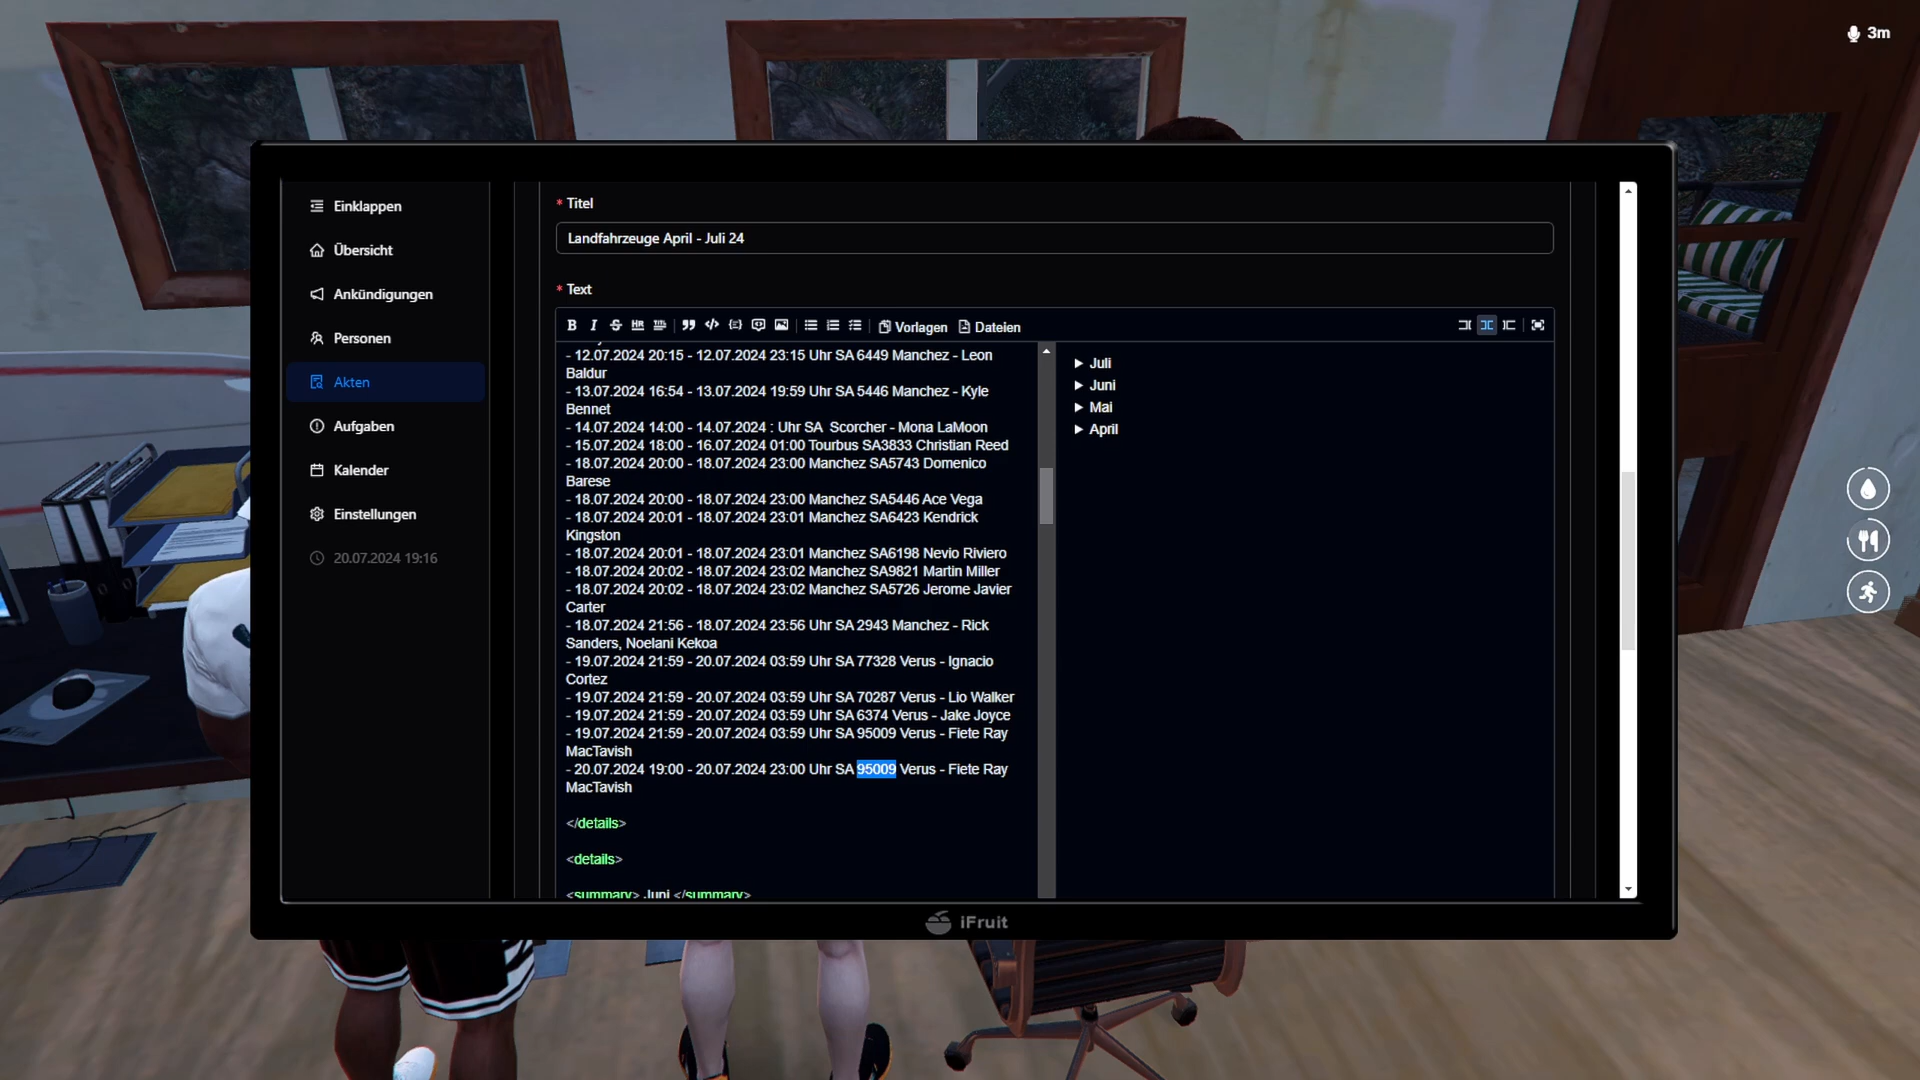 3m
Einklappen
Übersicht
Ankündigungen
Personen
Akten
Aufgaben
Kalender
Einstellungen
20.07.2024 19:16
* Titel
Landfahrzeuge April - Juli 24
* Text
Vorlagen Dateien
- 12.07.2024 20:15 - 12.07.2024 23:15 Uhr SA 6449 Manchez - Leon
Baldur
- 13.07.2024 16:54 - 13.07.2024 19:59 Uhr SA 5446 Manchez - Kyle
Bennet
- 14.07.2024 14:00 - 14.07.2024 : Uhr SA  Scorcher - Mona LaMoon
- 15.07.2024 18:00 - 16.07.2024 01:00 Tourbus SA3833 Christian Reed
- 18.07.2024 20:00 - 18.07.2024 23:00 Manchez SA5743 Domenico
Barese
- 18.07.2024 20:00 - 18.07.2024 23:00 Manchez SA5446 Ace Vega
- 18.07.2024 20:01 - 18.07.2024 23:01 Manchez SA6423 Kendrick
Kingston
- 18.07.2024 20:01 - 18.07.2024 23:01 Manchez SA6198 Nevio Riviero
- 18.07.2024 20:02 - 18.07.2024 23:02 Manchez SA9821 Martin Miller
- 18.07.2024 20:02 - 18.07.2024 23:02 Manchez SA5726 Jerome Javier
Carter
- 18.07.2024 21:56 - 18.07.2024 23:56 Uhr SA 2943 Manchez - Rick
Sanders, Noelani Kekoa
- 19.07.2024 21:59 - 20.07.2024 03:59 Uhr SA 77328 Verus - Ignacio
Cortez
- 19.07.2024 21:59 - 20.07.2024 03:59 Uhr SA 70287 Verus - Lio Walker
- 19.07.2024 21:59 - 20.07.2024 03:59 Uhr SA 6374 Verus - Jake Joyce
- 19.07.2024 21:59 - 20.07.2024 03:59 Uhr SA 95009 Verus - Fiete Ray
MacTavish
- 20.07.2024 19:00 - 20.07.2024 23:00 Uhr SA 95009 Verus - Fiete Ray
MacTavish
</details>
<details>
<summary> Juni </summary>
Juli
Juni
Mai
April
iFruit